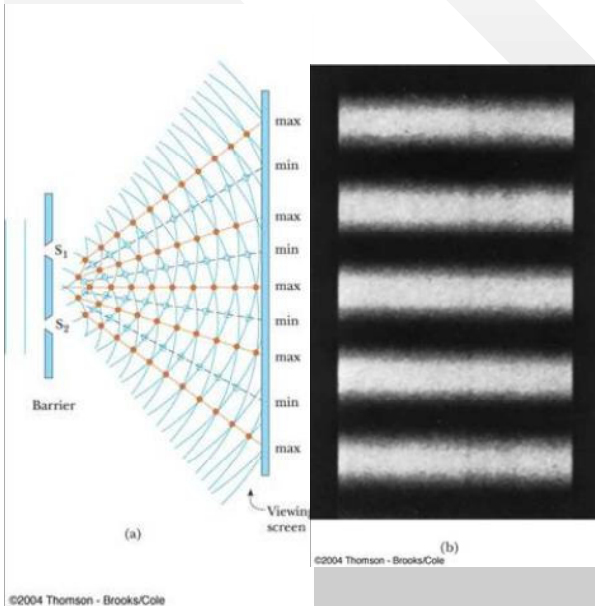 max
min
max
S1
min
max
S2
min
max
min
Barrier
max
Viewing
screen
(a)
(b)
©2004 Thomson - Brooks/Cole
©2004 Thomson - Brooks/Cole